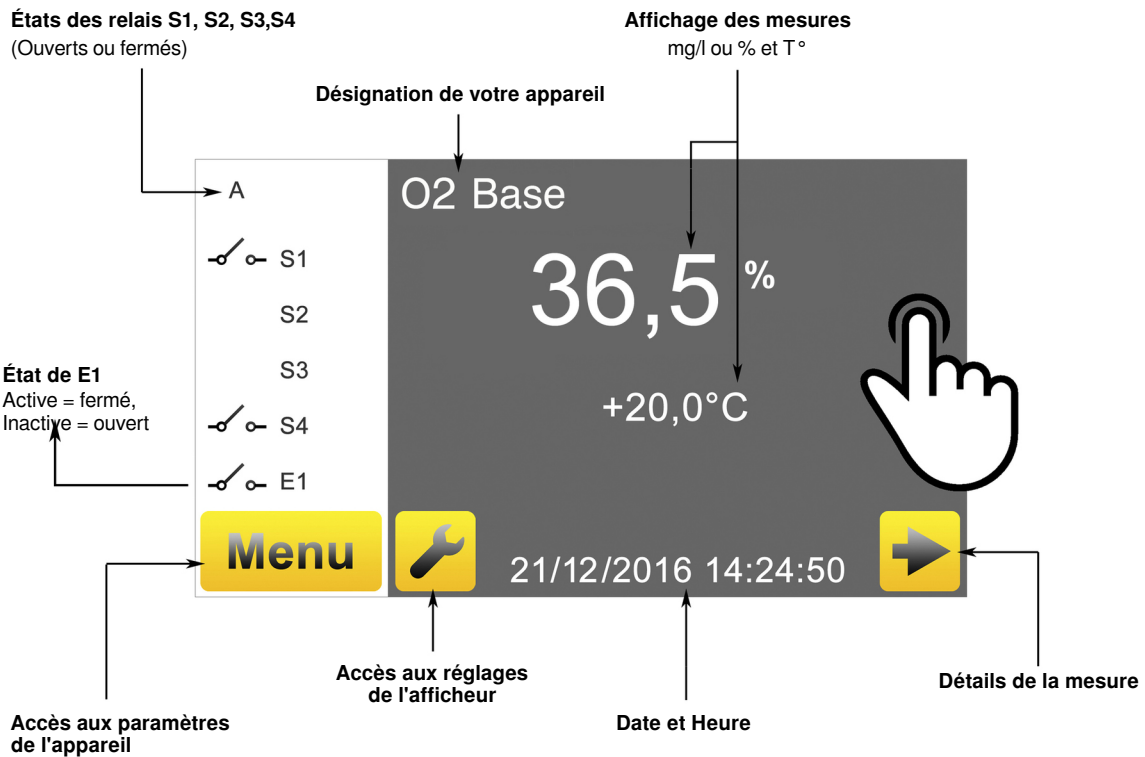 États des relais S1, S2, S3,S4
(Ouverts ou fermés)
Affichage des mesures
mg/l ou % et T°
Désignation de votre appareil
A
O2 Base
S1
36,5 %
S2
S3
+20,0°C
État de E1
Active = fermé,
Inactive = ouvert
S4
E1
Menu
21/12/2016 14:24:50
Accès aux réglages
de l'afficheur
Détails de la mesure
Accès aux paramètres
de l'appareil
Date et Heure